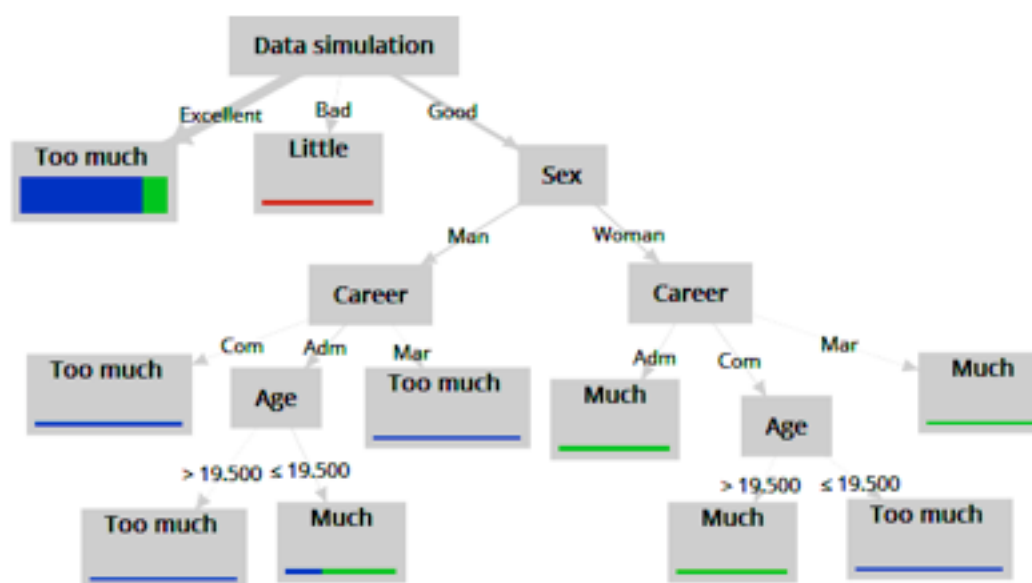 Data simulation
Excellent
Bad
Good
Too much
Little
Sex
Man
Woman
Career
Career
Com
Adm
Mar
Adm
Com
Mar
Too much
Age
Too much
Much
Age
Much
> 19.500
≤ 19.500
> 19.500
≤ 19.500
Too much
Much
Much
Too much